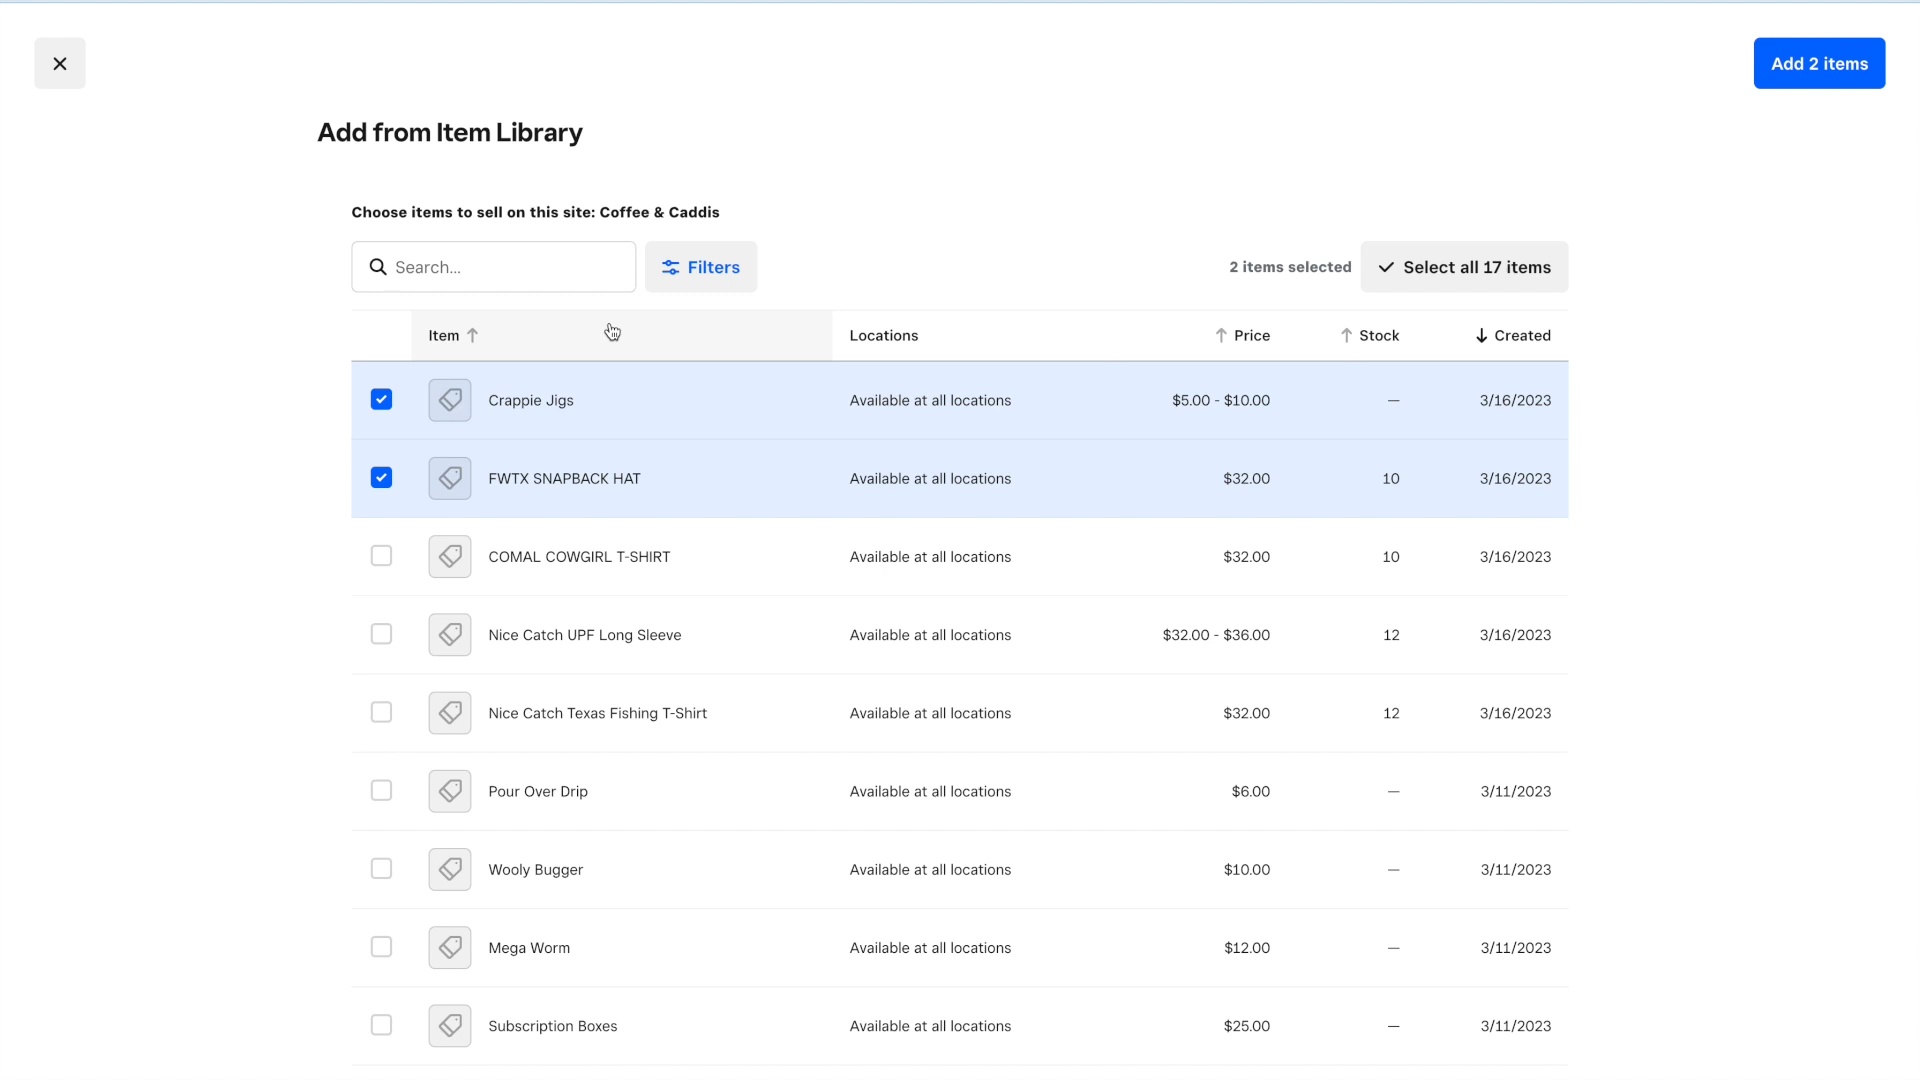 Add 2 items
Add from Item Library
Choose items to sell on this site: Coffee & Caddis
Search... Filters 2 items selected Select all 17 items
Item Locations Price Stock Created
Crappie Jigs Available at all locations $5.00 - $10.00 — 3/16/2023
FWTX SNAPBACK HAT Available at all locations $32.00 10 3/16/2023
COMAL COWGIRL T-SHIRT Available at all locations $32.00 10 3/16/2023
Nice Catch UPF Long Sleeve Available at all locations $32.00 - $36.00 12 3/16/2023
Nice Catch Texas Fishing T-Shirt Available at all locations $32.00 12 3/16/2023
Pour Over Drip Available at all locations $6.00 — 3/11/2023
Wooly Bugger Available at all locations $10.00 — 3/11/2023
Mega Worm Available at all locations $12.00 — 3/11/2023
Subscription Boxes Available at all locations $25.00 — 3/11/2023